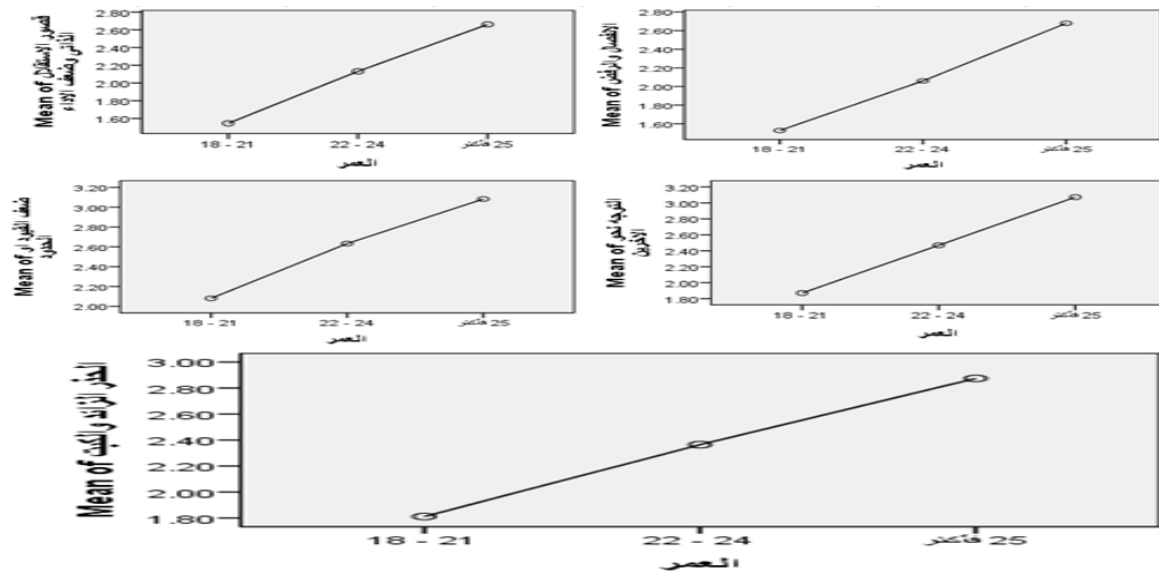 Mean of قصور الاستقلال
الذاتي وضعف الاداء
2.80
2.60
2.40
2.20
2.00
1.80
1.60
18 - 21
22 - 24
25 فأكثر
العمر
Mean of الانفصال والرفض
2.80
2.60
2.40
2.20
2.00
1.80
1.60
18 - 21
22 - 24
25 فأكثر
العمر
Mean of ضعف القيود او
الحدود
3.20
3.00
2.80
2.60
2.40
2.20
2.00
18 - 21
22 - 24
25 فأكثر
العمر
Mean of التوجه نحو
الاخرين
3.20
3.00
2.80
2.60
2.40
2.20
2.00
1.80
18 - 21
22 - 24
25 فأكثر
العمر
Mean of الحذر الزائد والكبت
3.00
2.80
2.60
2.40
2.20
2.00
1.80
18 - 21
22 - 24
25 فأكثر
العمر